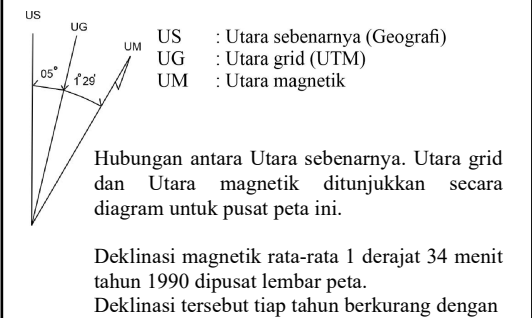 US
UG
UM
05°
1°29'
US : Utara sebenarnya (Geografi)
UG : Utara grid (UTM)
UM : Utara magnetik
Hubungan antara Utara sebenarnya. Utara grid
dan Utara magnetik ditunjukkan secara
diagram untuk pusat peta ini.
Deklinasi magnetik rata-rata 1 derajat 34 menit
tahun 1990 dipusat lembar peta.
Deklinasi tersebut tiap tahun berkurang dengan